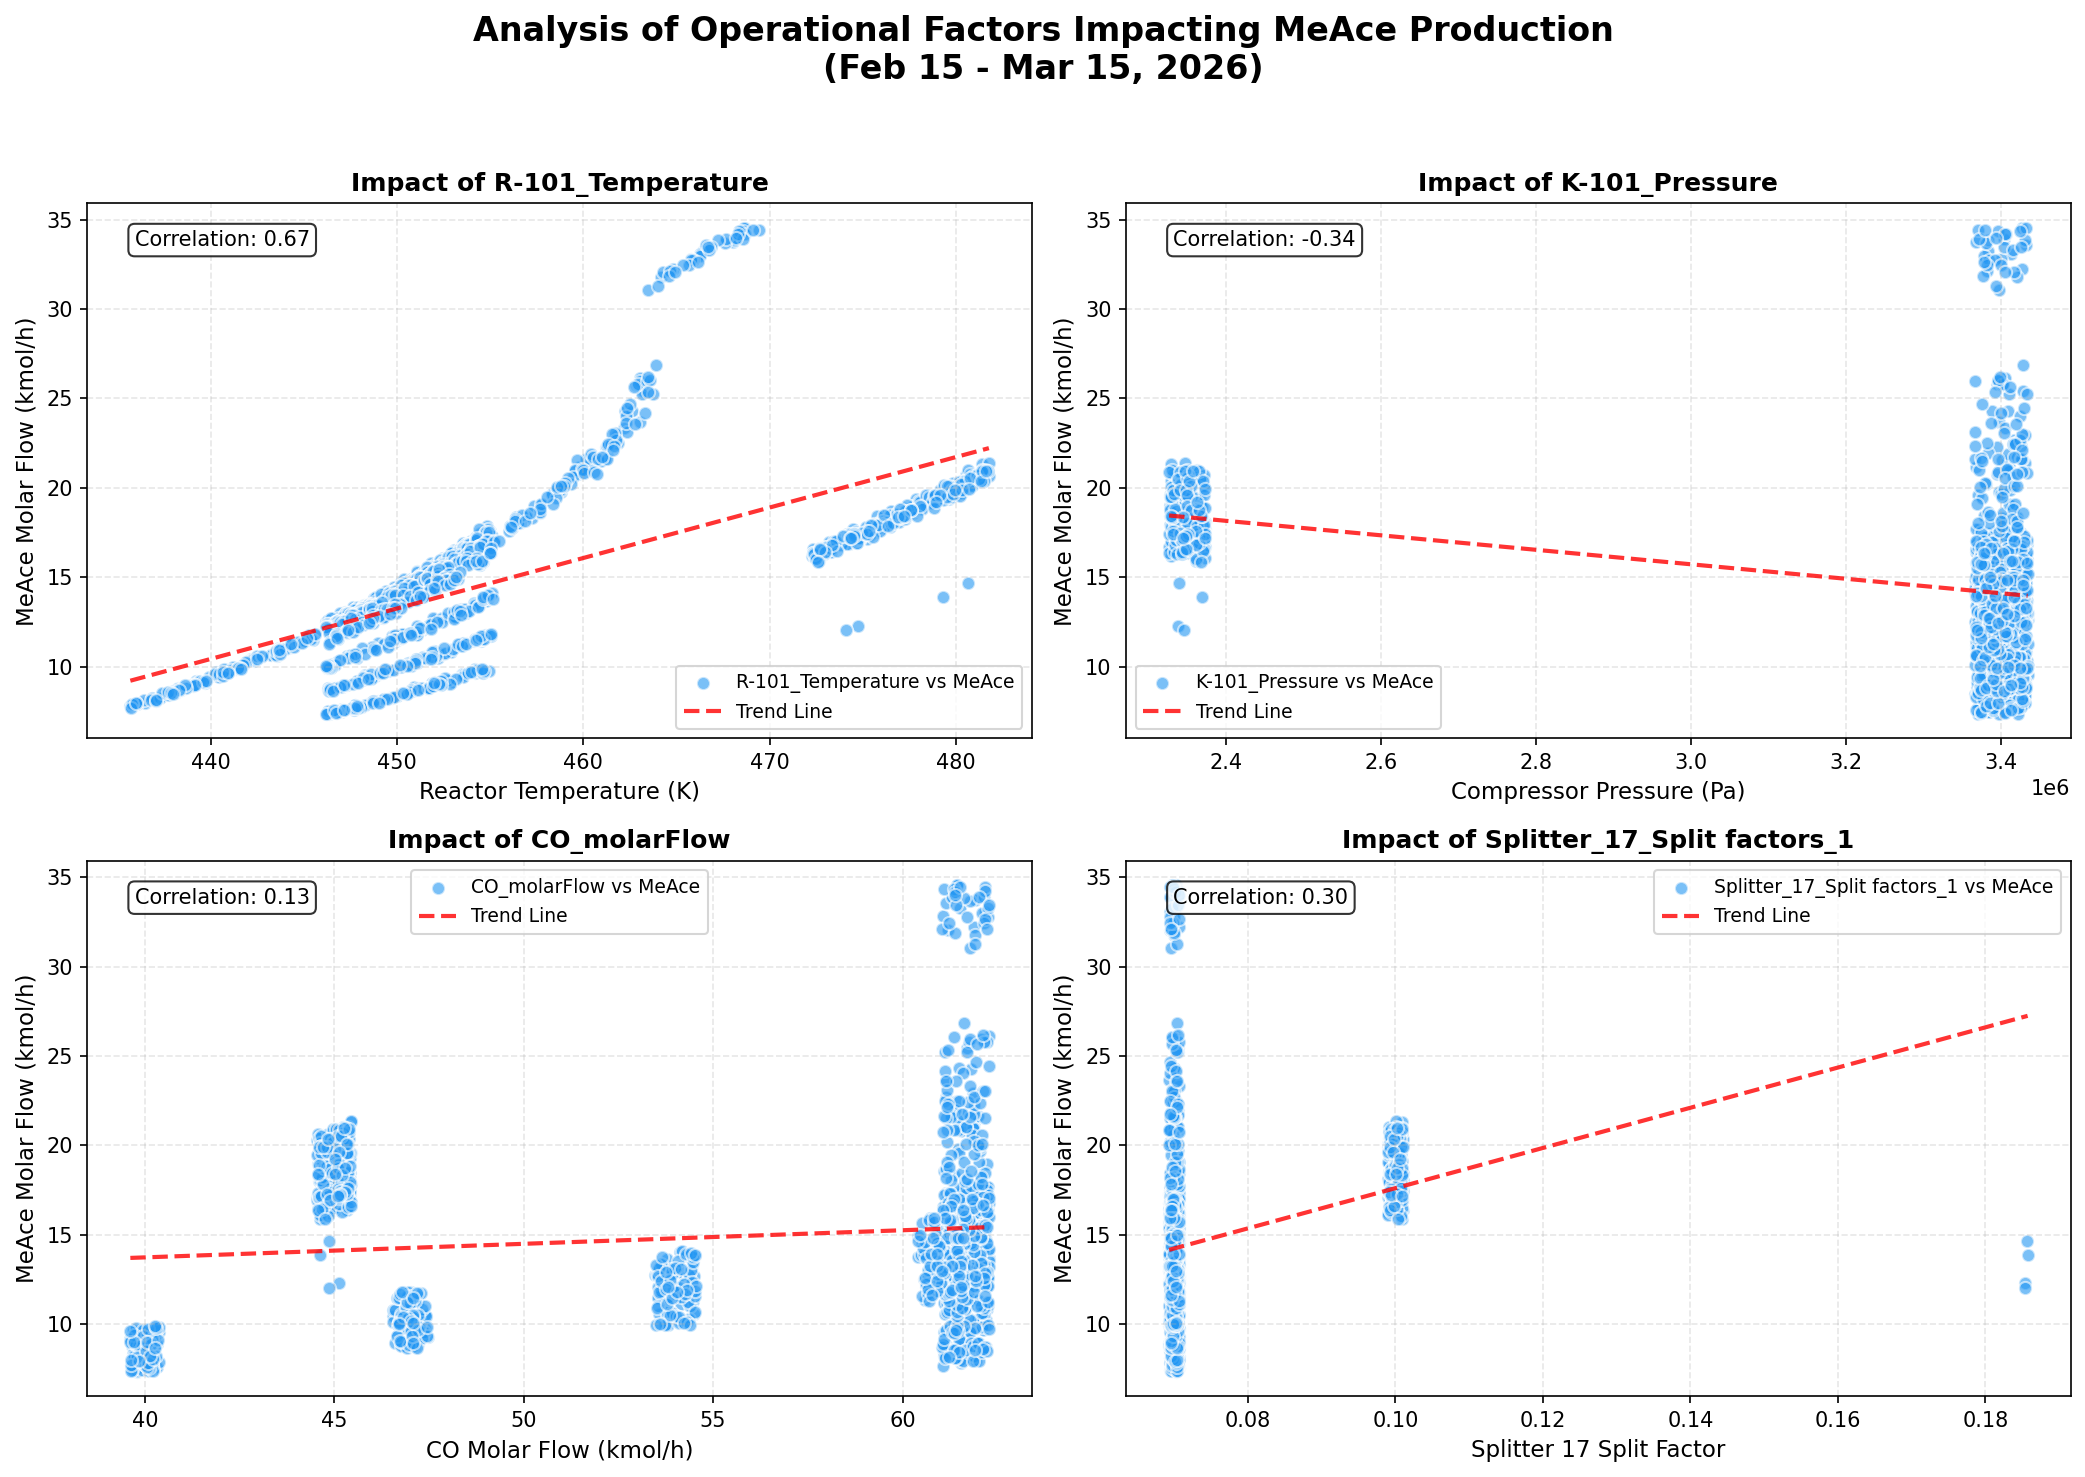 Analysis of Operational Factors Impacting MeAce Production
(Feb 15 - Mar 15, 2026)
Impact of R-101_Temperature
Correlation: 0.67
MeAce Molar Flow (kmol/h)
35
30
25
20
15
10
R-101_Temperature vs MeAce
Trend Line
440 450 460 470 480
Reactor Temperature (K)
Impact of K-101_Pressure
Correlation: -0.34
MeAce Molar Flow (kmol/h)
35
30
25
20
15
10
K-101_Pressure vs MeAce
Trend Line
2.4 2.6 2.8 3.0 3.2 3.4
1e6
Compressor Pressure (Pa)
Impact of CO_molarFlow
Correlation: 0.13
CO_molarFlow vs MeAce
Trend Line
MeAce Molar Flow (kmol/h)
35
30
25
20
15
10
40 45 50 55 60
CO Molar Flow (kmol/h)
Impact of Splitter_17_Split factors_1
Correlation: 0.30
Splitter_17_Split factors_1 vs MeAce
Trend Line
MeAce Molar Flow (kmol/h)
35
30
25
20
15
10
0.08 0.10 0.12 0.14 0.16 0.18
Splitter 17 Split Factor